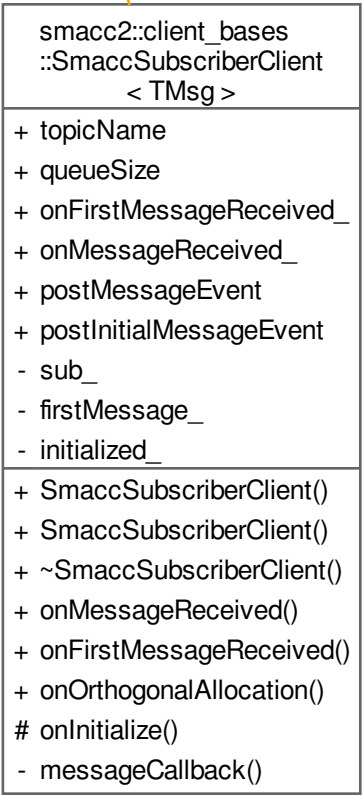 smacc2::client_bases
::SmaccSubscriberClient
< TMsg >
+ topicName
+ queueSize
+ onFirstMessageReceived_
+ onMessageReceived_
+ postMessageEvent
+ postInitialMessageEvent
- sub_
- firstMessage_
- initialized_
+ SmaccSubscriberClient()
+ SmaccSubscriberClient()
+ ~SmaccSubscriberClient()
+ onMessageReceived()
+ onFirstMessageReceived()
+ onOrthogonalAllocation()
# onInitialize()
- messageCallback()